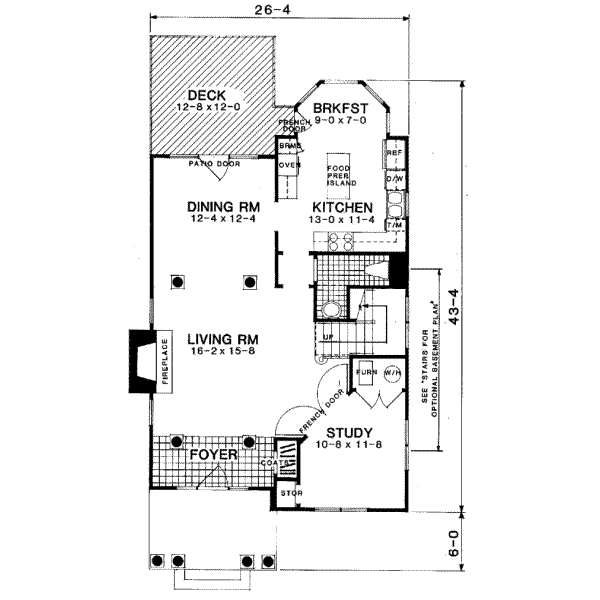 26-4
DECK
12-8 x 12-0
BRKFST
9-0 x 7-0
FRENCH
DOOR
BRMS
OVEN
REF
D/W
T/M
PATIO DOOR
FOOD
PREP
ISLAND
DINING RM
12-4 x 12-4
KITCHEN
13-0 x 11-4
43-4
SEE "STAIRS FOR
OPTIONAL BASEMENT PLAN"
LIVING RM
16-2 x 15-8
FIREPLACE
UP
FURN
W/H
FRENCH DOOR
STUDY
10-8 x 11-8
FOYER
COATS
STOR
6-0